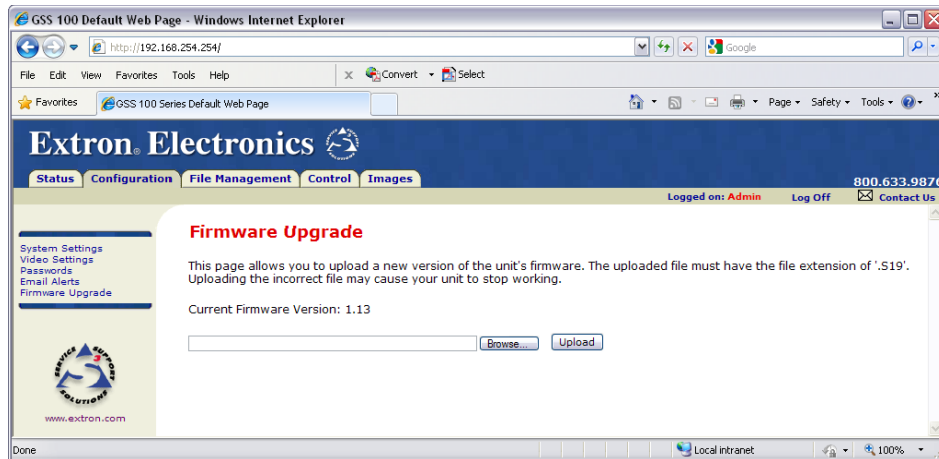 GSS 100 Default Web Page - Windows Internet Explorer
http://192.168.254.254/
Google
File Edit View Favorites Tools Help
x Convert Select
Favorites
GSS 100 Series Default Web Page
Page Safety Tools
Extron Electronics
Status Configuration File Management Control Images
800.633.9876
Logged on: Admin Log Off Contact Us
System Settings
Video Settings
Passwords
Email Alerts
Firmware Upgrade
Firmware Upgrade
This page allows you to upload a new version of the unit's firmware. The uploaded file must have the file extension of '.S19'.
Uploading the incorrect file may cause your unit to stop working.
Current Firmware Version: 1.13
Browse... Upload
SERVICE SUPPORT SOLUTIONS
3
www.extron.com
Done
Local intranet
100%